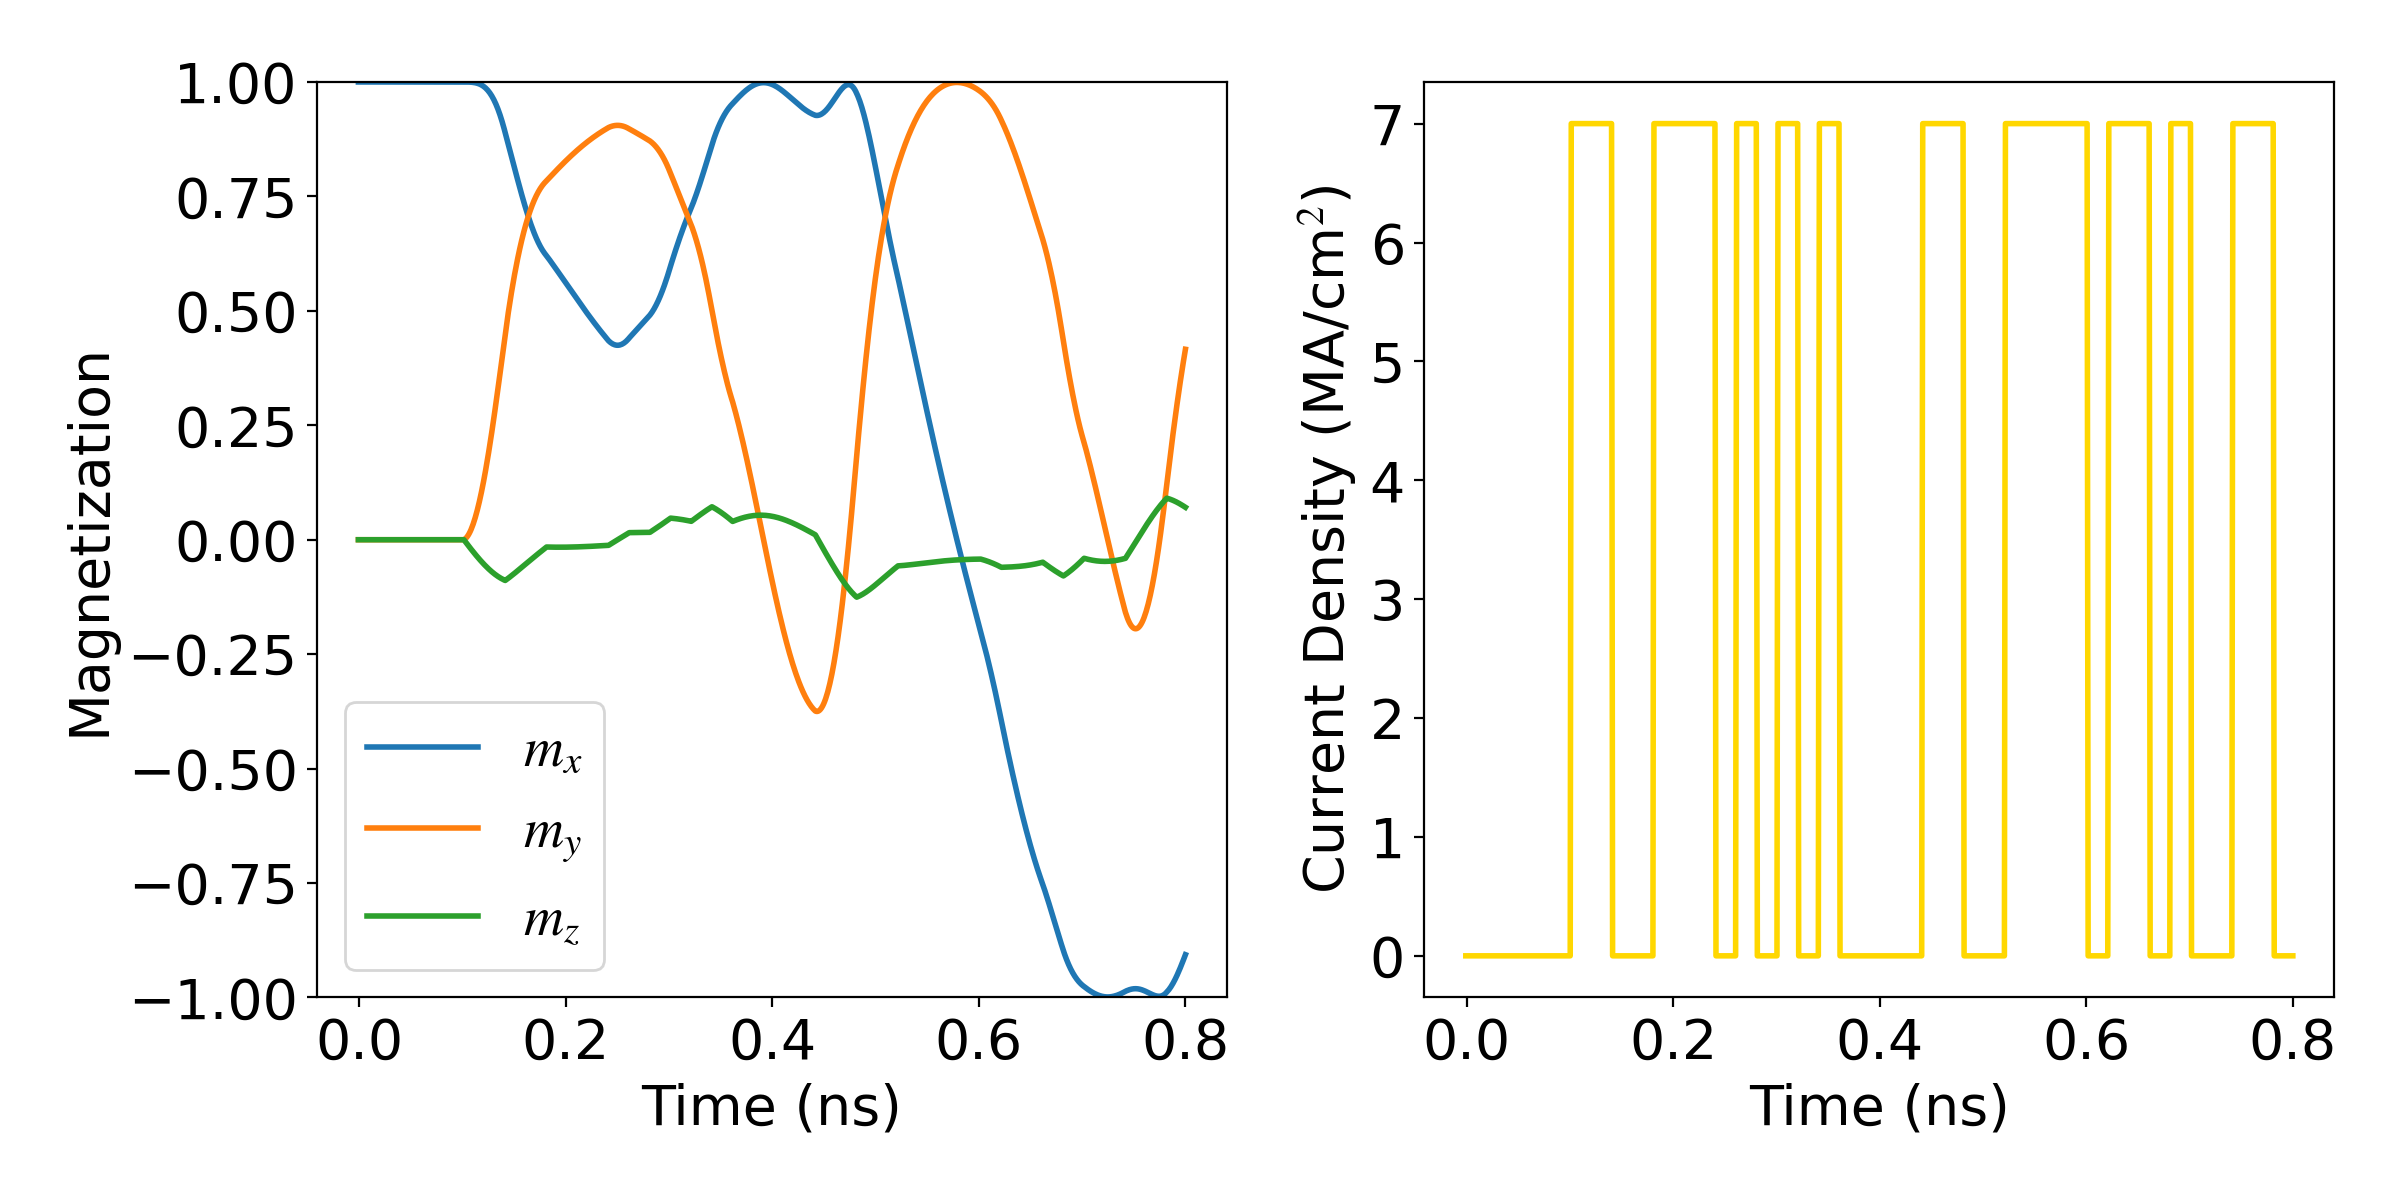 1.00
0.75
0.50
0.25
0.00
−0.25
−0.50
−0.75
−1.00
Magnetization
0.0 0.2 0.4 0.6 0.8
Time (ns)
m_x
m_y
m_z
7
6
5
4
3
2
1
0
Current Density (MA/cm²)
0.0 0.2 0.4 0.6 0.8
Time (ns)